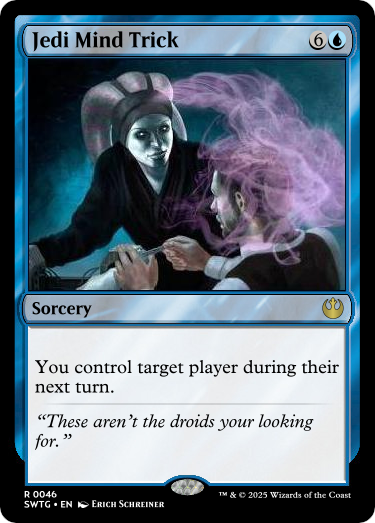 Jedi Mind Trick 6
Sorcery
You control target player during their
next turn.
“These aren’t the droids your looking
for.”
R 0046
SWTG • EN Erich Schreiner
™ & © 2025 Wizards of the Coast